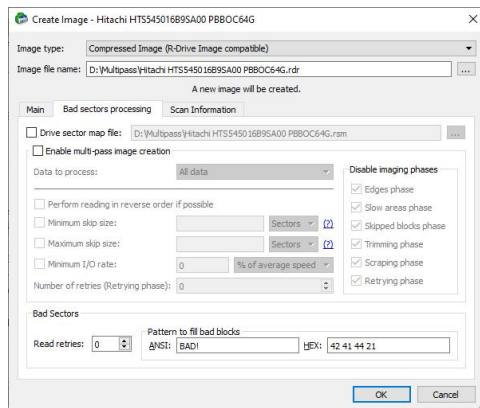 Create Image - Hitachi HTS545016B9SA00 PBBOC64G
Image type: Compressed Image (R-Drive Image compatible)
Image file name: D:\Multipass\Hitachi HTS545016B9SA00 PBBOC64G.rdr ...
A new image will be created.
Main Bad sectors processing Scan Information
Drive sector map file: D:\Multipass\Hitachi HTS545016B9SA00 PBBOC64G.rsm ...
Enable multi-pass image creation
Data to process: All data
Disable imaging phases
Edges phase
Perform reading in reverse order if possible
Slow areas phase
Minimum skip size: Sectors (?)
Skipped blocks phase
Maximum skip size: Sectors (?)
Trimming phase
Minimum I/O rate: 0 % of average speed
Scraping phase
Number of retries (Retrying phase): 0
Retrying phase
Bad Sectors
Pattern to fill bad blocks
Read retries: 0 ANSI: BAD! HEX: 42 41 44 21
OK Cancel